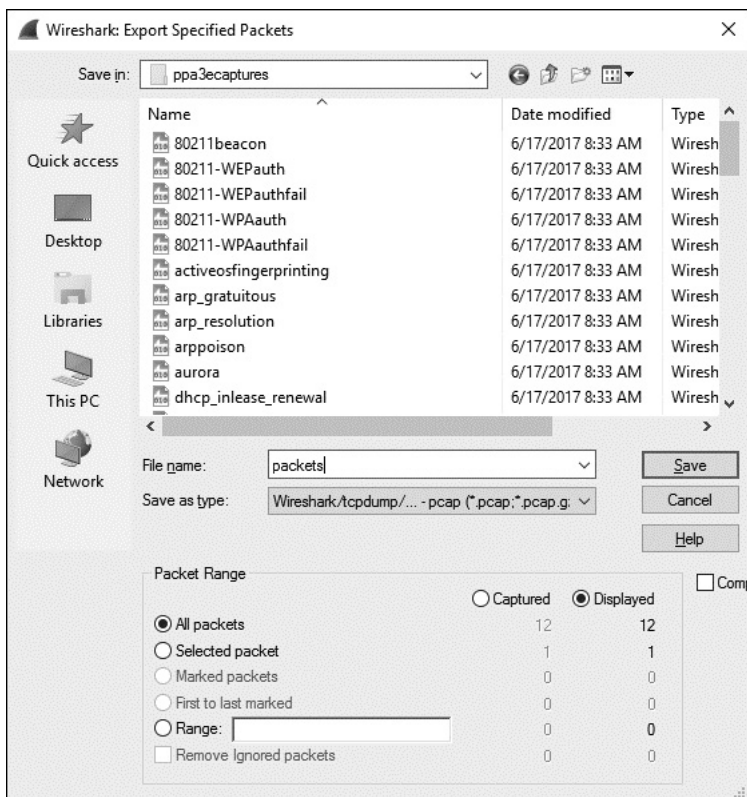 Wireshark: Export Specified Packets
Save in: ppa3ecaptures
Quick access
Desktop
Libraries
This PC
Network
Name Date modified Type
80211beacon 6/17/2017 8:33 AM Wiresh
80211-WEPauth 6/17/2017 8:33 AM Wiresh
80211-WEPauthfail 6/17/2017 8:33 AM Wiresh
80211-WPAauth 6/17/2017 8:33 AM Wiresh
80211-WPAauthfail 6/17/2017 8:33 AM Wiresh
activeosfingerprinting 6/17/2017 8:33 AM Wiresh
arp_gratuitous 6/17/2017 8:33 AM Wiresh
arp_resolution 6/17/2017 8:33 AM Wiresh
arppoison 6/17/2017 8:33 AM Wiresh
aurora 6/17/2017 8:33 AM Wiresh
dhcp_inlease_renewal 6/17/2017 8:33 AM Wiresh
File name: packets Save
Save as type: Wireshark/tcpdump/... - pcap (*.pcap;*.pcap.g; Cancel
Help
Packet Range
Captured Displayed Comp
All packets 12 12
Selected packet 1 1
Marked packets 0 0
First to last marked 0 0
Range: 0 0
Remove Ignored packets 0 0